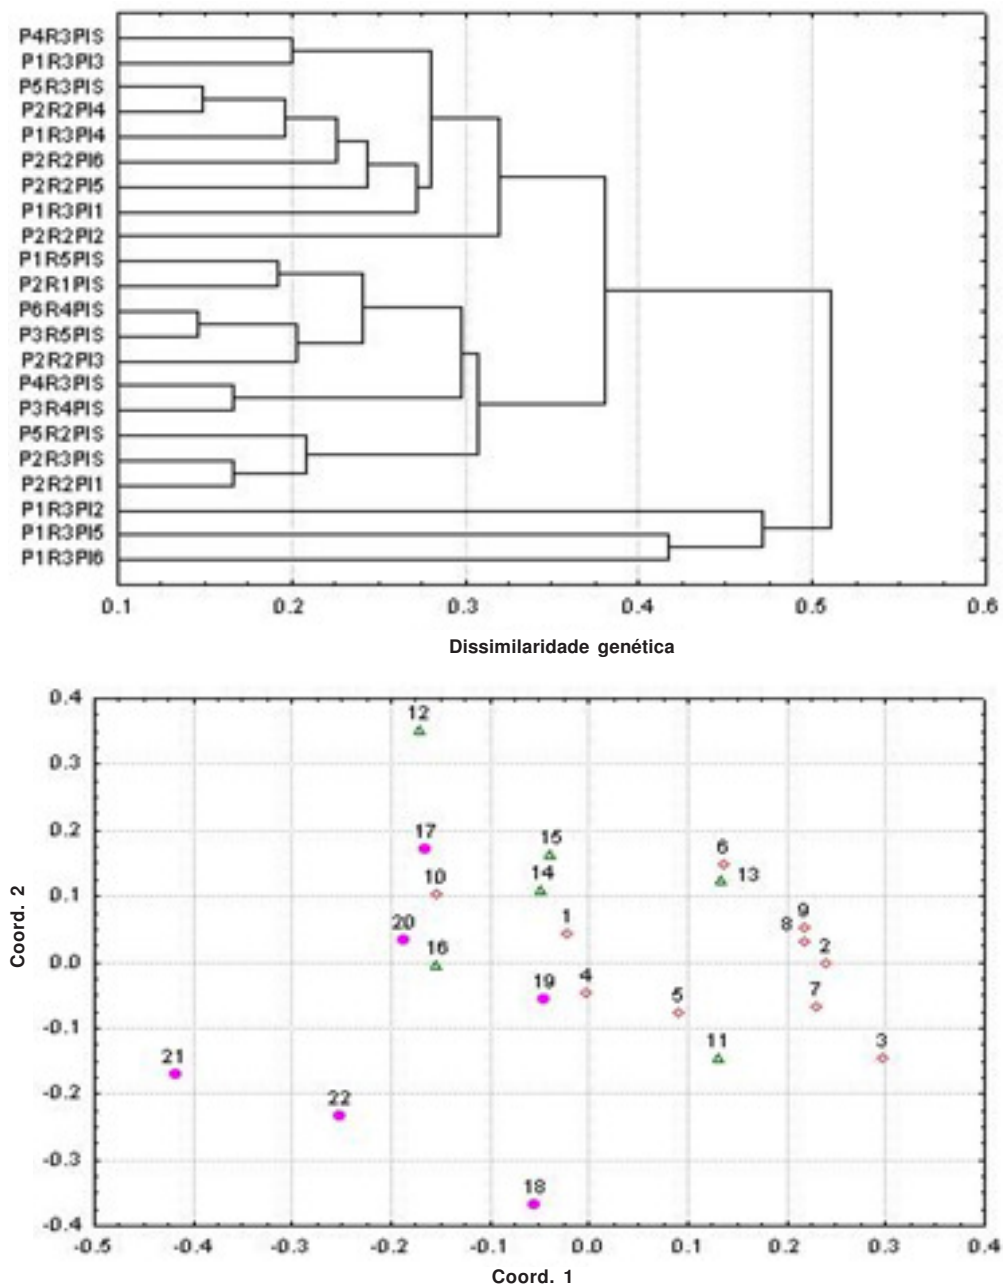 P4R3PIS
P1R3PI3
P5R3PIS
P2R2PI4
P1R3PI4
P2R2PI6
P2R2PI5
P1R3PI1
P2R2PI2
P1R5PIS
P2R1PIS
P6R4PIS
P3R5PIS
P2R2PI3
P4R3PIS
P3R4PIS
P5R2PIS
P2R3PIS
P2R2PI1
P1R3PI2
P1R3PI5
P1R3PI6
0.1 0.2 0.3 0.4 0.5 0.6
Dissimilaridade genética
0.4
0.3
0.2
0.1
0.0
-0.1
-0.2
-0.3
-0.4
Coord. 2
12
17
15
6
10
14
13
1
9
8
20
16
2
19
4
5
7
21
11
3
22
18
-0.5 -0.4 -0.3 -0.2 -0.1 0.0 0.1 0.2 0.3 0.4
Coord. 1